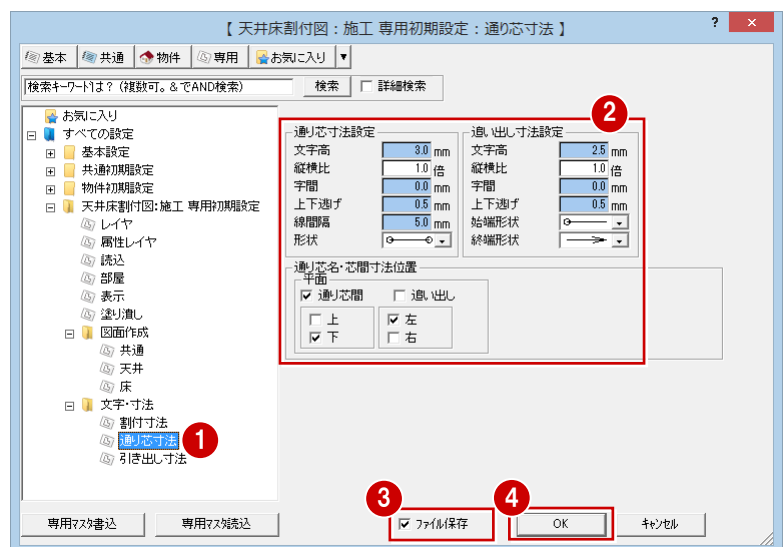 【 天井床割付図：施工 専用初期設定：通り芯寸法 】 ? ×
基本 共通 物件 専用 お気に入り ▼
検索キーワードは？（複数可。＆でAND検索） 検索 詳細検索
お気に入り
すべての設定
基本設定
共通初期設定
物件初期設定
天井床割付図:施工 専用初期設定
レイヤ
属性レイヤ
読込
部屋
表示
塗り潰し
図面作成
共通
天井
床
文字・寸法
割付寸法
通り芯寸法 1
引き出し寸法
2
通り芯寸法設定
文字高 3.0 mm
縦横比 1.0 倍
字間 0.0 mm
上下逃げ 0.5 mm
線間隔 5.0 mm
形状
追い出し寸法設定
文字高 2.5 mm
縦横比 1.0 倍
字間 0.0 mm
上下逃げ 0.5 mm
始端形状
終端形状
通り芯名・芯間寸法位置
平面
通り芯間 追い出し
上 左
下 右
3 4
専用マスタ書込 専用マスタ読込 ファイル保存 OK キャンセル